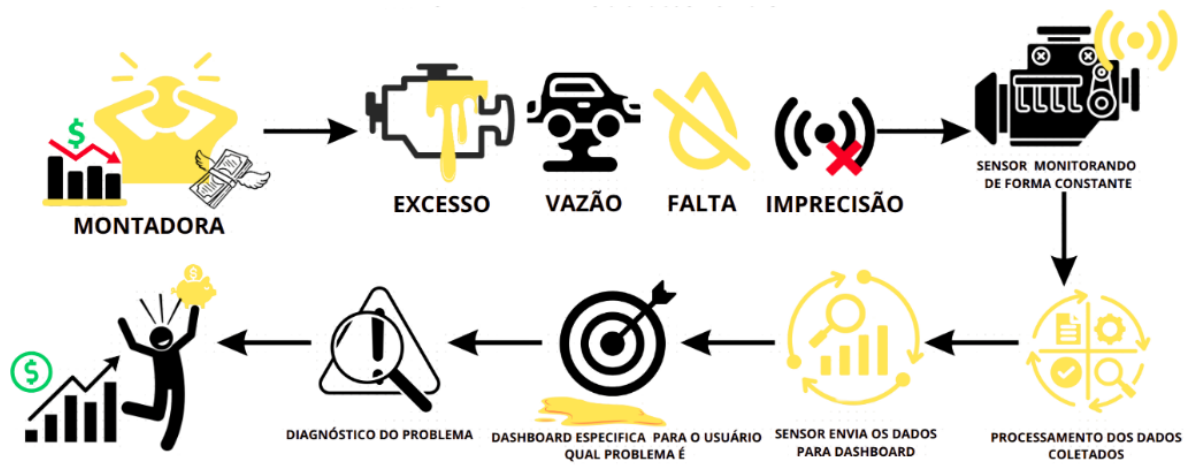 MONTADORA
EXCESSO
VAZÃO
FALTA
IMPRECISÃO
SENSOR MONITORANDO
DE FORMA CONSTANTE
PROCESSAMENTO DOS DADOS
COLETADOS
SENSOR ENVIA OS DADOS
PARA DASHBOARD
DASHBOARD ESPECIFICA PARA O USUÁRIO
QUAL PROBLEMA É
DIAGNÓSTICO DO PROBLEMA